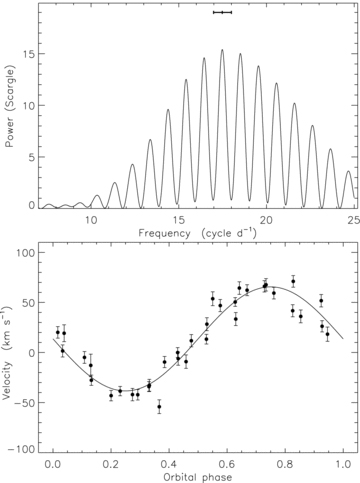 15
10
5
0
Power (Scargle)
10 15 20 25
Frequency (cycle d⁻¹)
100
50
0
−50
−100
Velocity (km s⁻¹)
0.0 0.2 0.4 0.6 0.8 1.0
Orbital phase